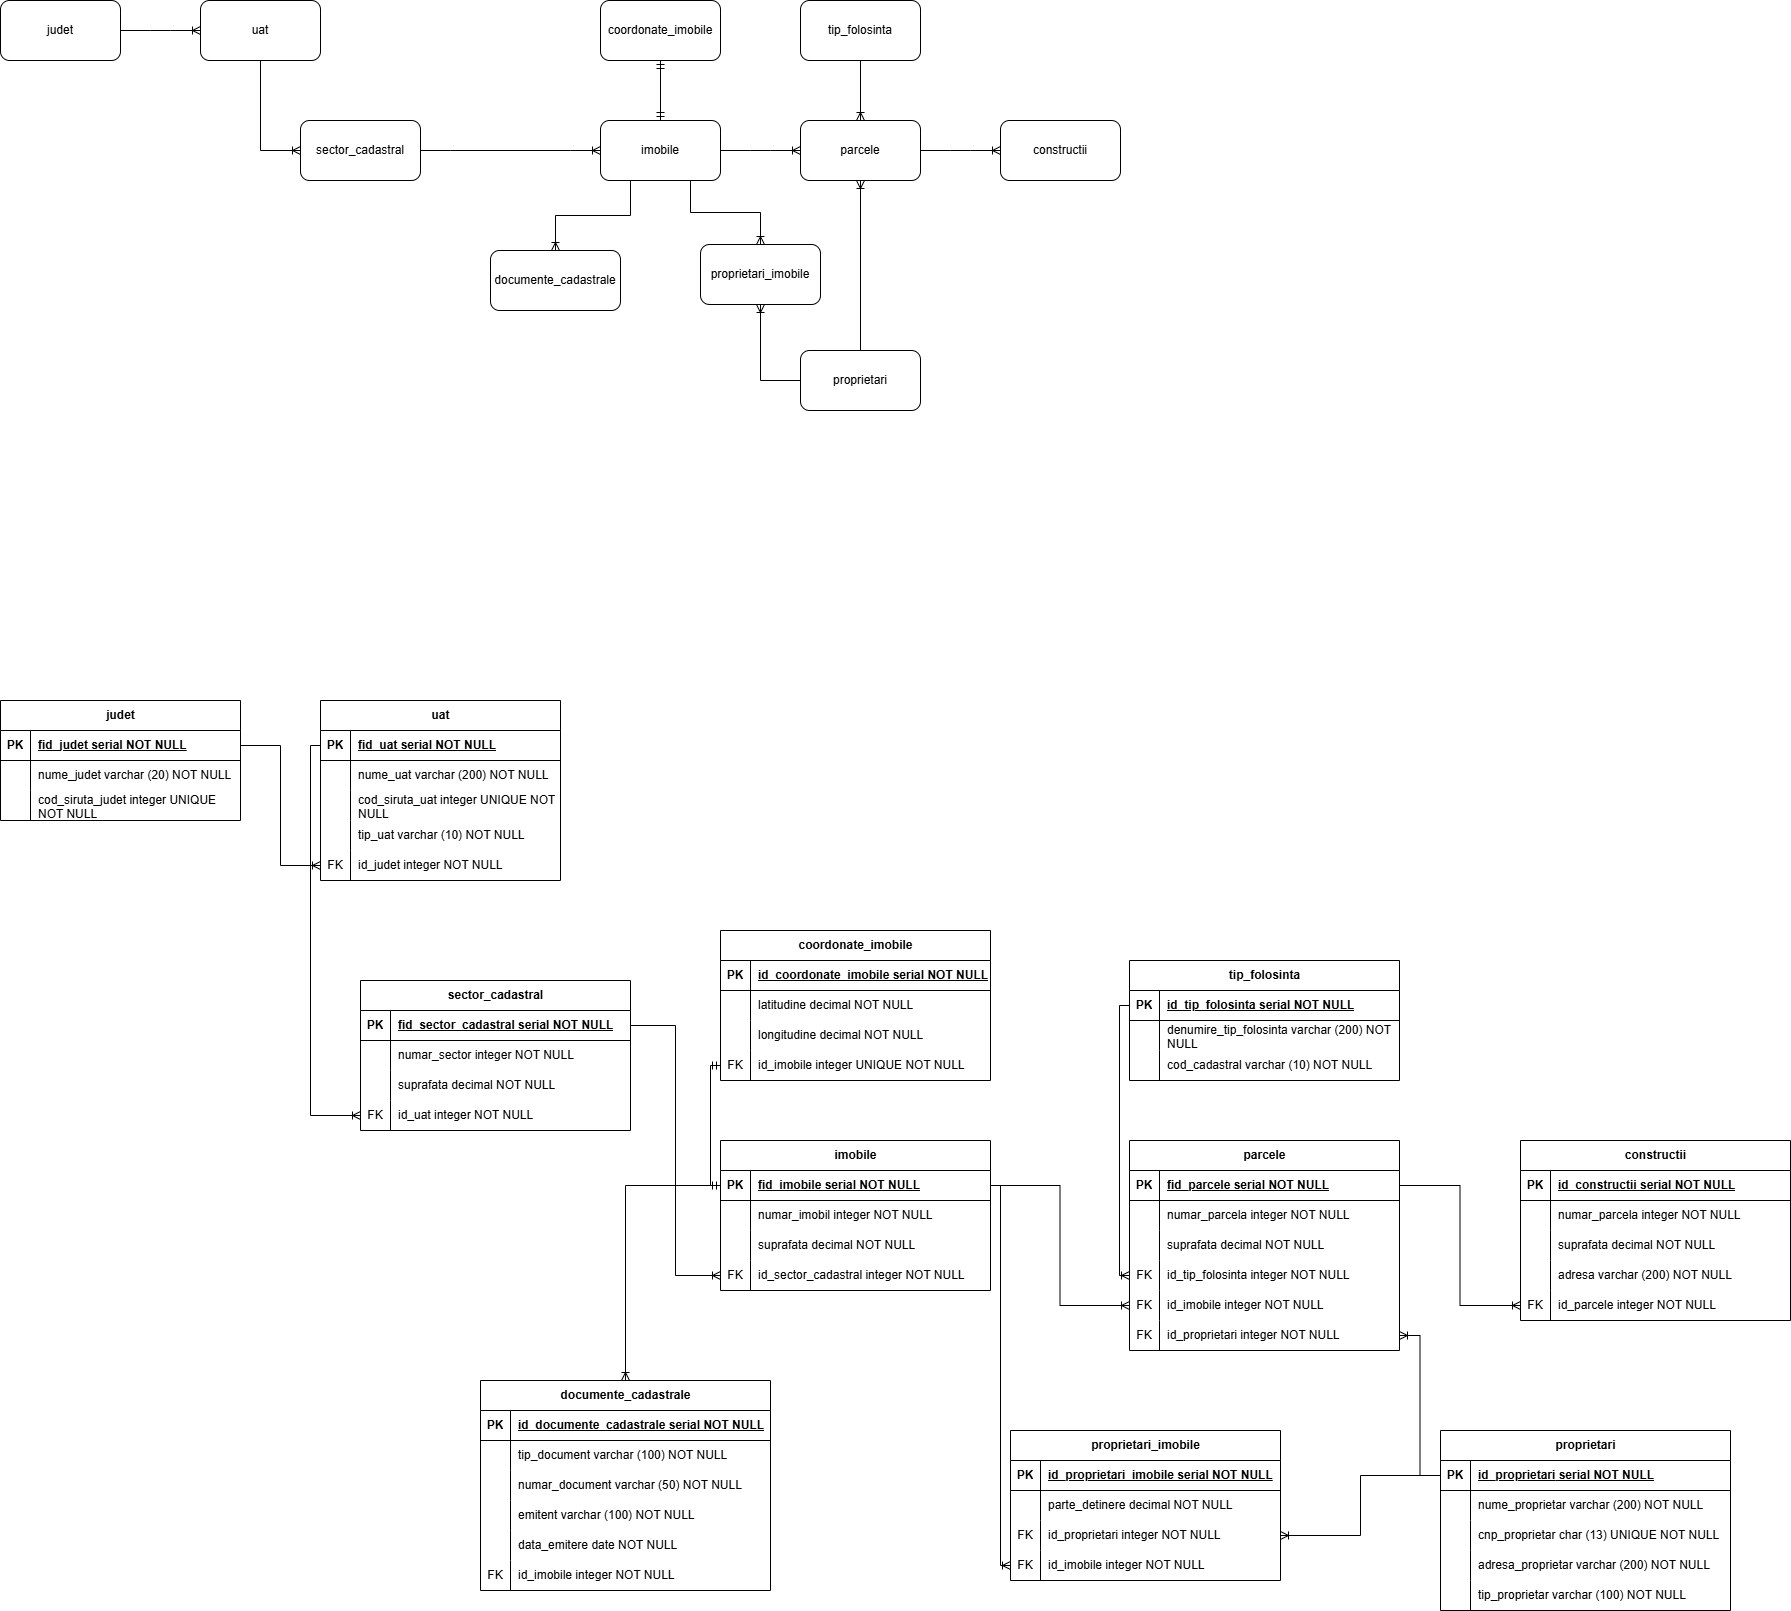 judet
uat
coordonate_imobile
tip_folosinta
sector_cadastral
imobile
parcele
constructii
documente_cadastrale
proprietari_imobile
proprietari
judet
PK fid_judet serial NOT NULL
nume_judet varchar (20) NOT NULL
cod_siruta_judet integer UNIQUE
NOT NULL
uat
PK fid_uat serial NOT NULL
nume_uat varchar (200) NOT NULL
cod_siruta_uat integer UNIQUE NOT
NULL
tip_uat varchar (10) NOT NULL
FK id_judet integer NOT NULL
sector_cadastral
PK fid_sector_cadastral serial NOT NULL
numar_sector integer NOT NULL
suprafata decimal NOT NULL
FK id_uat integer NOT NULL
coordonate_imobile
PK id_coordonate_imobile serial NOT NULL
latitudine decimal NOT NULL
longitudine decimal NOT NULL
FK id_imobile integer UNIQUE NOT NULL
tip_folosinta
PK id_tip_folosinta serial NOT NULL
denumire_tip_folosinta varchar (200) NOT
NULL
cod_cadastral varchar (10) NOT NULL
imobile
PK fid_imobile serial NOT NULL
numar_imobil integer NOT NULL
suprafata decimal NOT NULL
FK id_sector_cadastral integer NOT NULL
parcele
PK fid_parcele serial NOT NULL
numar_parcela integer NOT NULL
suprafata decimal NOT NULL
FK id_tip_folosinta integer NOT NULL
FK id_imobile integer NOT NULL
FK id_proprietari integer NOT NULL
constructii
PK id_constructii serial NOT NULL
numar_parcela integer NOT NULL
suprafata decimal NOT NULL
adresa varchar (200) NOT NULL
FK id_parcele integer NOT NULL
documente_cadastrale
PK id_documente_cadastrale serial NOT NULL
tip_document varchar (100) NOT NULL
numar_document varchar (50) NOT NULL
emitent varchar (100) NOT NULL
data_emitere date NOT NULL
FK id_imobile integer NOT NULL
proprietari_imobile
PK id_proprietari_imobile serial NOT NULL
parte_detinere decimal NOT NULL
FK id_proprietari integer NOT NULL
FK id_imobile integer NOT NULL
proprietari
PK id_proprietari serial NOT NULL
nume_proprietar varchar (200) NOT NULL
cnp_proprietar char (13) UNIQUE NOT NULL
adresa_proprietar varchar (200) NOT NULL
tip_proprietar varchar (100) NOT NULL